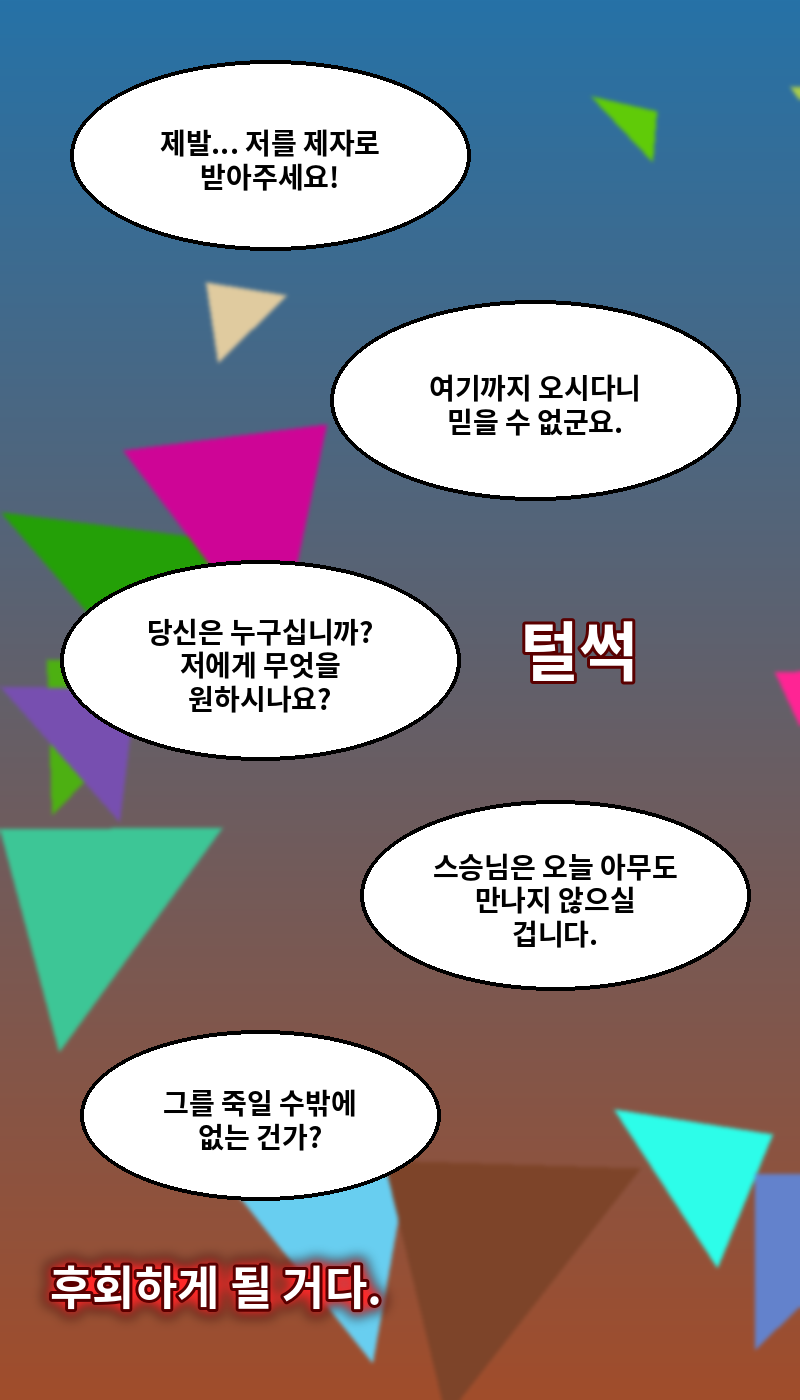 제발... 저를 제자로
받아주세요!
여기까지 오시다니
믿을 수 없군요.
당신은 누구십니까?
저에게 무엇을
원하시나요?
털썩
스승님은 오늘 아무도
만나지 않으실
겁니다.
그를 죽일 수밖에
없는 건가?
후회하게 될 거다.